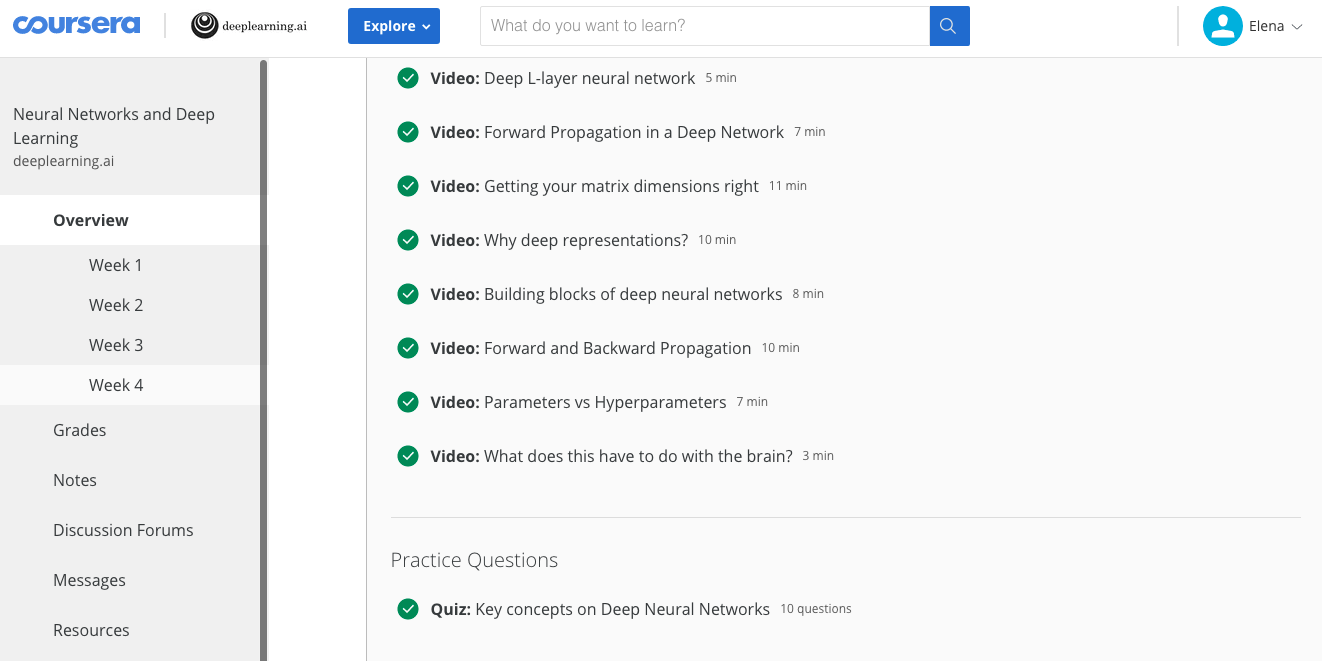 coursera
deeplearning.ai
Explore
What do you want to learn?
Elena
Neural Networks and Deep
Learning
deeplearning.ai
Overview
Week 1
Week 2
Week 3
Week 4
Grades
Notes
Discussion Forums
Messages
Resources
Video: Deep L-layer neural network 5 min
Video: Forward Propagation in a Deep Network 7 min
Video: Getting your matrix dimensions right 11 min
Video: Why deep representations? 10 min
Video: Building blocks of deep neural networks 8 min
Video: Forward and Backward Propagation 10 min
Video: Parameters vs Hyperparameters 7 min
Video: What does this have to do with the brain? 3 min
Practice Questions
Quiz: Key concepts on Deep Neural Networks 10 questions